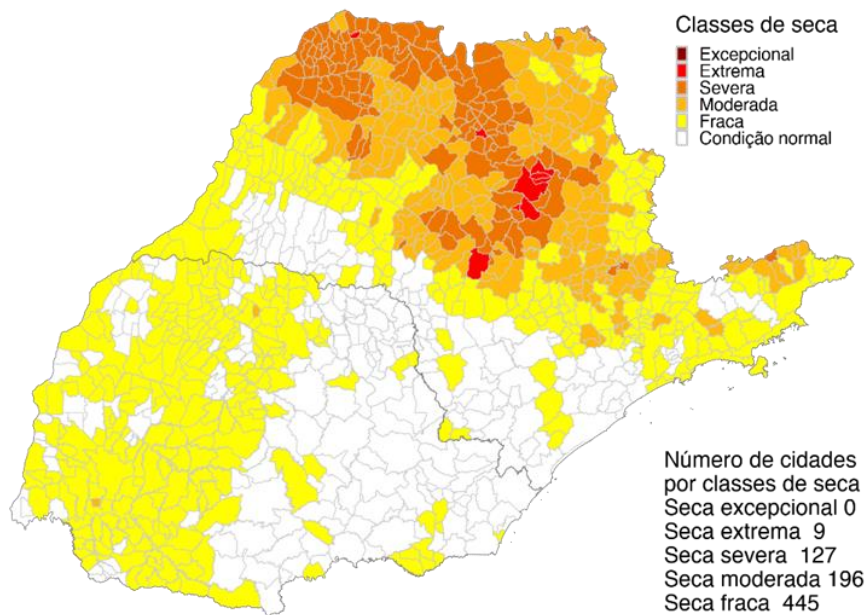 Classes de seca
Excepcional
Extrema
Severa
Moderada
Fraca
Condição normal
Número de cidades
por classes de seca
Seca excepcional 0
Seca extrema 9
Seca severa 127
Seca moderada 196
Seca fraca 445